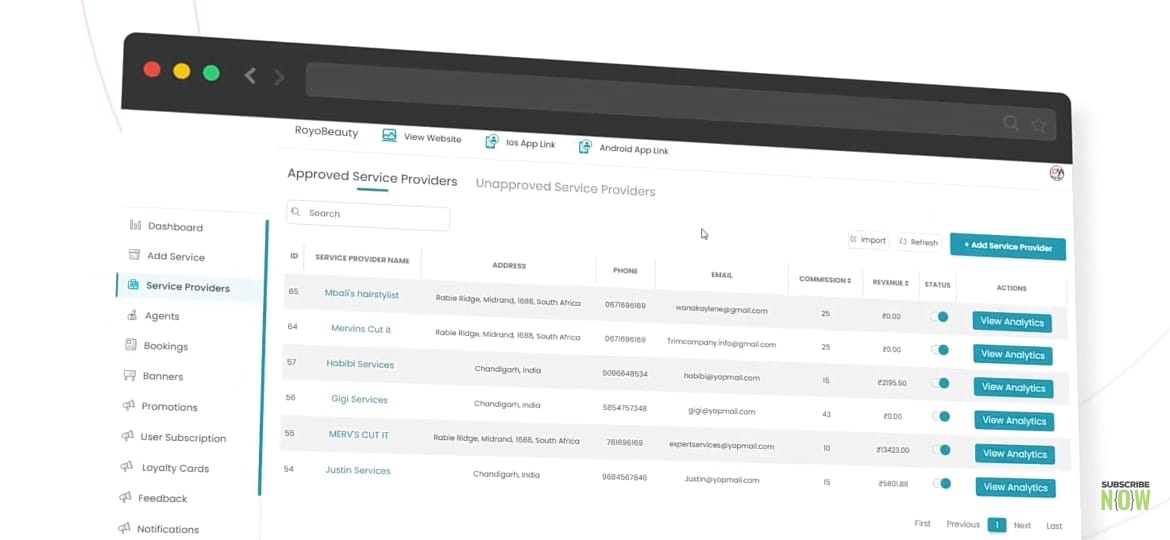 RoyoBeauty View Website Ios App Link Android App Link
Approved Service Providers Unapproved Service Providers
Search
Import Refresh + Add Service Provider
Dashboard
Add Service
Service Providers
Agents
Bookings
Banners
Promotions
User Subscription
Loyalty Cards
Feedback
Notifications
ID SERVICE PROVIDER NAME ADDRESS PHONE EMAIL COMMISSION REVENUE STATUS ACTIONS
65 Mbali's hairstylist Rabie Ridge, Midrand, 1688, South Africa 0671696169 wanakaylene@gmail.com 25 ₹0.00 View Analytics
64 Mervins Cut it Rabie Ridge, Midrand, 1688, South Africa 0671696169 Trimcompany.info@gmail.com 25 ₹0.00 View Analytics
57 Habibi Services Chandigarh, India 5095648534 habibi@yopmail.com 15 ₹2195.50 View Analytics
56 Gigi Services Chandigarh, India 5854757348 gigi@yopmail.com 43 ₹0.00 View Analytics
55 MERV'S CUT IT Rabie Ridge, Midrand, 1688, South Africa 761696169 expertservices@yopmail.com 10 ₹13423.00 View Analytics
54 Justin Services Chandigarh, India 9684567846 Justin@yopmail.com 15 ₹5801.88 View Analytics
First Previous 1 Next Last
SUBSCRIBE
N{O}W